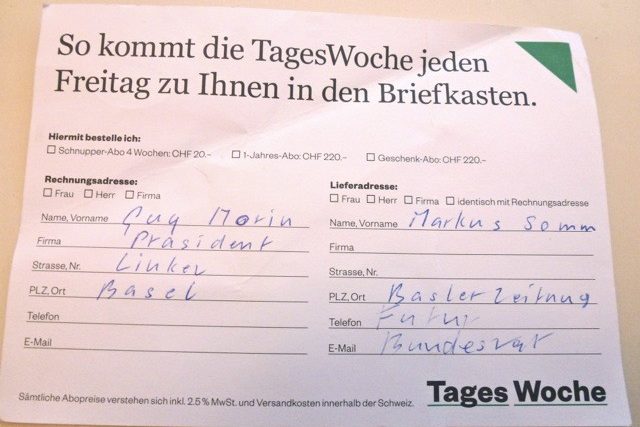 So kommt die TagesWoche jeden
Freitag zu Ihnen in den Briefkasten.
Hiermit bestelle ich:
☐ Schnupper-Abo 4 Wochen: CHF 20.– ☐ 1-Jahres-Abo: CHF 220.– ☐ Geschenk-Abo: CHF 220.–
Rechnungsadresse:
☐ Frau ☐ Herr ☐ Firma
Name, Vorname Guy Morin
Firma Präsident
Strasse, Nr. Linker
PLZ, Ort Basel
Telefon
E-Mail
Lieferadresse:
☐ Frau ☐ Herr ☐ Firma ☐ identisch mit Rechnungsadresse
Name, Vorname Markus Somm
Firma
Strasse, Nr.
PLZ, Ort Basler Zeitung
Telefon Futur
E-Mail Bundesrat
Sämtliche Abopreise verstehen sich inkl. 2.5 % MwSt. und Versandkosten innerhalb der Schweiz.
Tages Woche